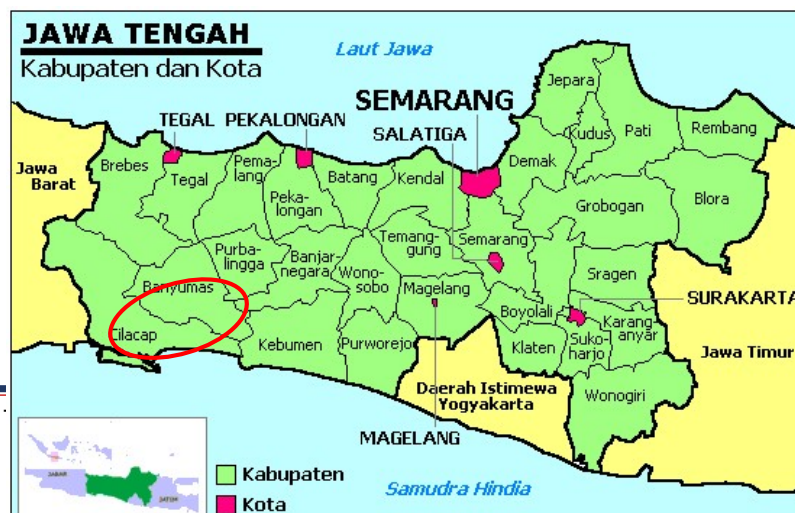 JAWA TENGAH
Kabupaten dan Kota
Laut Jawa
SEMARANG
TEGAL
PEKALONGAN
SALATIGA
Jepara
Kudus
Pati
Rembang
Demak
Jawa
Barat
Brebes
Tegal
Pema-
lang
Peka-
longan
Batang
Kendal
Grobogan
Blora
Temang-
gung
Semarang
Purba-
lingga
Banjar-
negara
Wono-
sobo
Banyumas
Magelang
Sragen
SURAKARTA
Boyolali
Karang-
anyar
Cilacap
Kebumen
Purworejo
Klaten
Suko-
harjo
Jawa Timur
Daerah Istimewa
Yogyakarta
Wonogiri
MAGELANG
Kabupaten
Kota
Samudra Hindia
JABAR
JATIM